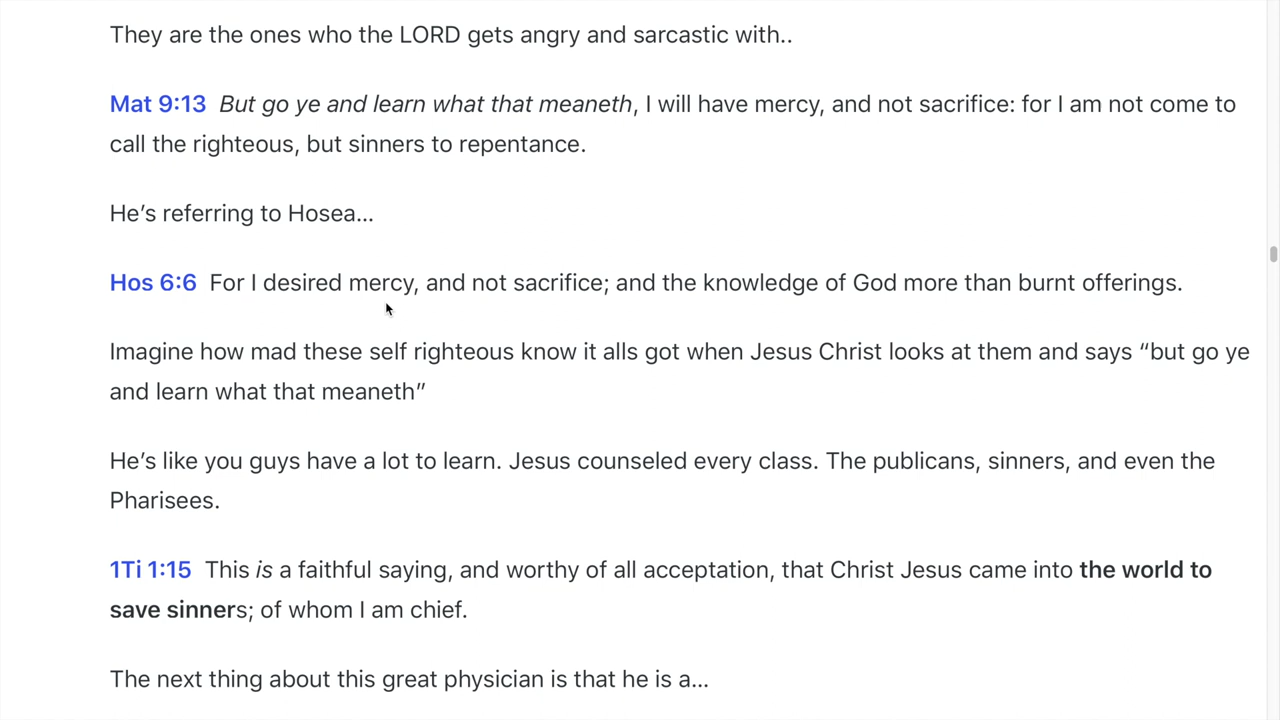 They are the ones who the LORD gets angry and sarcastic with..
Mat 9:13 But go ye and learn what that meaneth, I will have mercy, and not sacrifice: for I am not come to
call the righteous, but sinners to repentance.
He’s referring to Hosea...
Hos 6:6 For I desired mercy, and not sacrifice; and the knowledge of God more than burnt offerings.
Imagine how mad these self righteous know it alls got when Jesus Christ looks at them and says “but go ye
and learn what that meaneth”
He’s like you guys have a lot to learn. Jesus counseled every class. The publicans, sinners, and even the
Pharisees.
1Ti 1:15 This is a faithful saying, and worthy of all acceptation, that Christ Jesus came into the world to
save sinners; of whom I am chief.
The next thing about this great physician is that he is a...